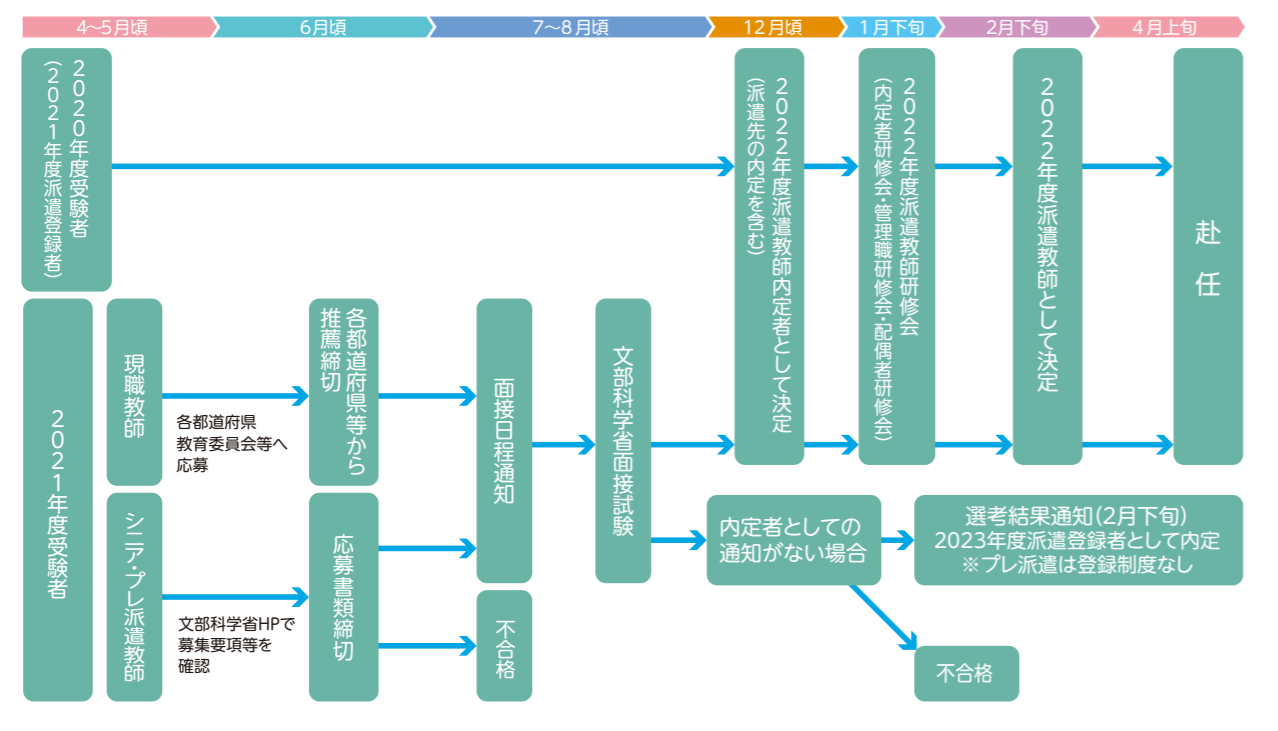 4〜5月頃
6月頃
7〜8月頃
12月頃
1月下旬
2月下旬
4月上旬
2020年度受験者
（2021年度派遣登録者）
2022年度派遣教師内定者として決定
（派遣先の内定を含む）
2022年度派遣教師研修会
（内定者研修会・管理職研修会・配偶者研修会）
2022年度派遣教師として決定
赴任
2021年度受験者
現職教師
各都道府県
教育委員会等へ
応募
各都道府県等から
推薦締切
シニア・プレ派遣教師
文部科学省HPで
募集要項等を
確認
応募書類締切
面接日程通知
不合格
文部科学省面接試験
内定者としての
通知がない場合
選考結果通知(2月下旬)
2023年度派遣登録者として内定
※プレ派遣は登録制度なし
不合格